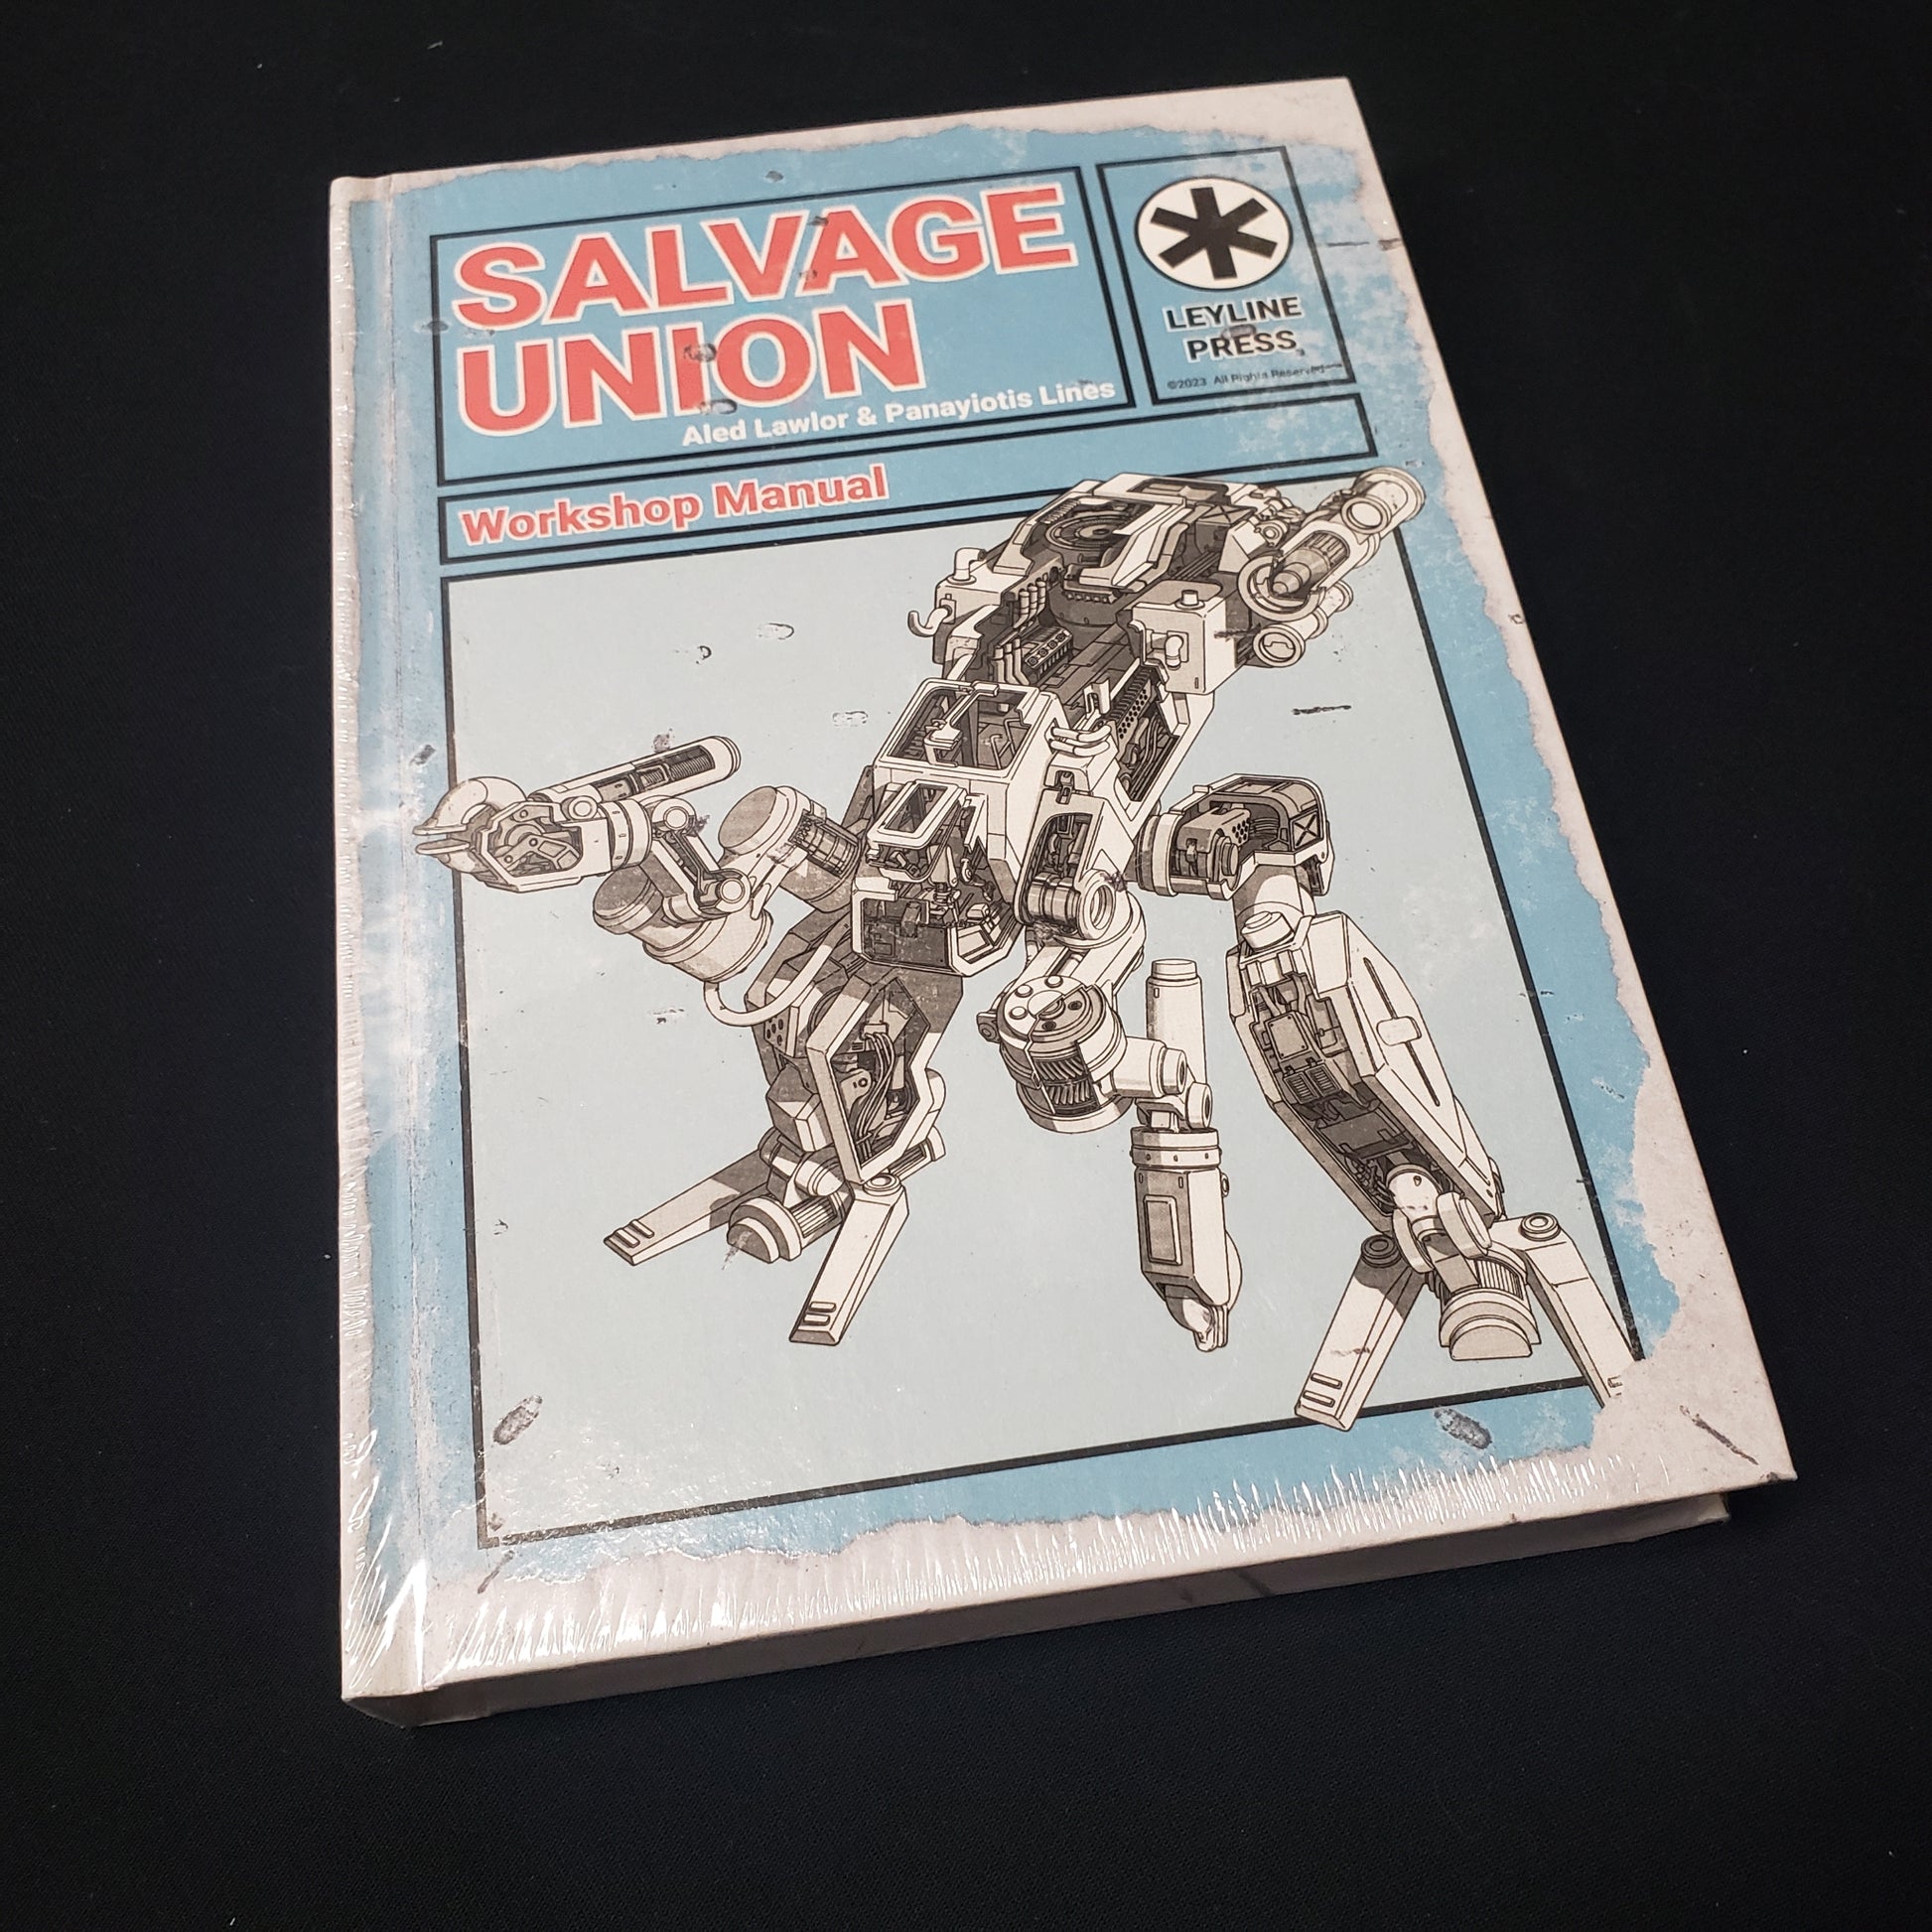 SALVAGE
UNION
Aled Lawlor & Panayiotis Lines
LEYLINE
PRESS
©2023 All Rights Reserved
Workshop Manual